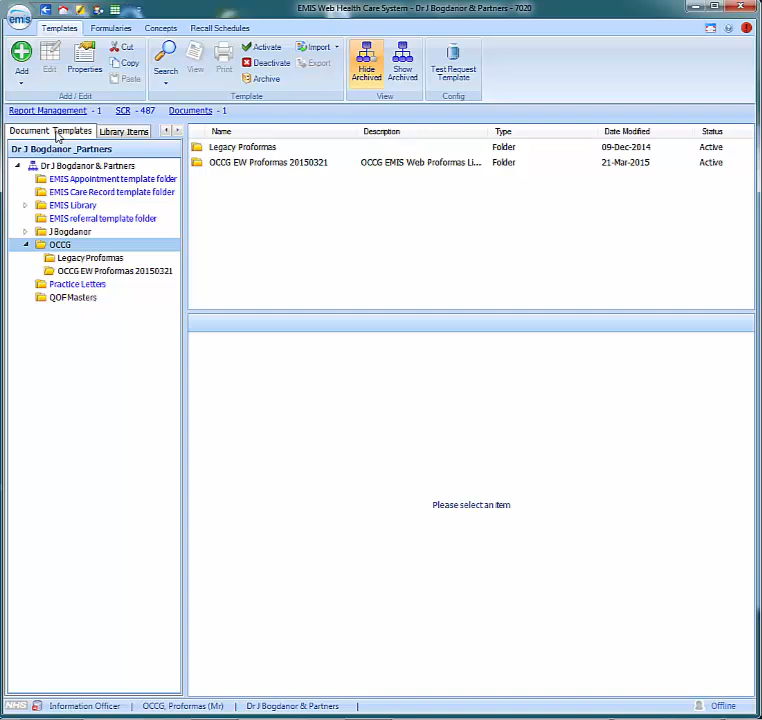 EMIS Web Health Care System - Dr J Bogdanor & Partners - 7020
emis
Templates Formularies Concepts Recall Schedules
Add Edit Properties Cut Copy Paste Search View Print Activate Deactivate Archive Import Export Hide Archived Show Archived Test Request Template
Add / Edit Template View Config
Report Management - 1 SCR - 487 Documents - 1
Document Templates Library Items
Name Description Type Date Modified Status
Dr J Bogdanor _Partners
Legacy Proformas Folder 09-Dec-2014 Active
OCCG EW Proformas 20150321 OCCG EMIS Web Proformas Li... Folder 21-Mar-2015 Active
Dr J Bogdanor & Partners
EMIS Appointment template folder
EMIS Care Record template folder
EMIS Library
EMIS referral template folder
J Bogdanor
OCCG
Legacy Proformas
OCCG EW Proformas 20150321
Practice Letters
QOF Masters
Please select an item
NHS Information Officer OCCG, Proformas (Mr) Dr J Bogdanor & Partners Offline